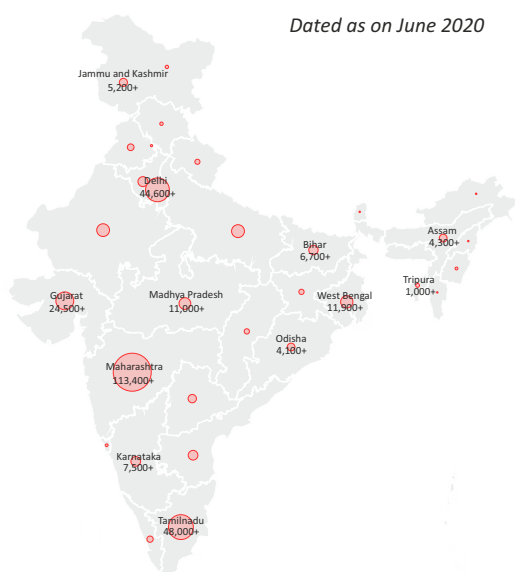 Dated as on June 2020
Jammu and Kashmir
5,200+
Delhi
44,600+
Bihar
6,700+
Assam
4,300+
Tripura
1,000+
Gujarat
24,500+
Madhya Pradesh
11,000+
West Bengal
11,900+
Odisha
4,100+
Maharashtra
113,400+
Karnataka
7,500+
Tamilnadu
48,000+